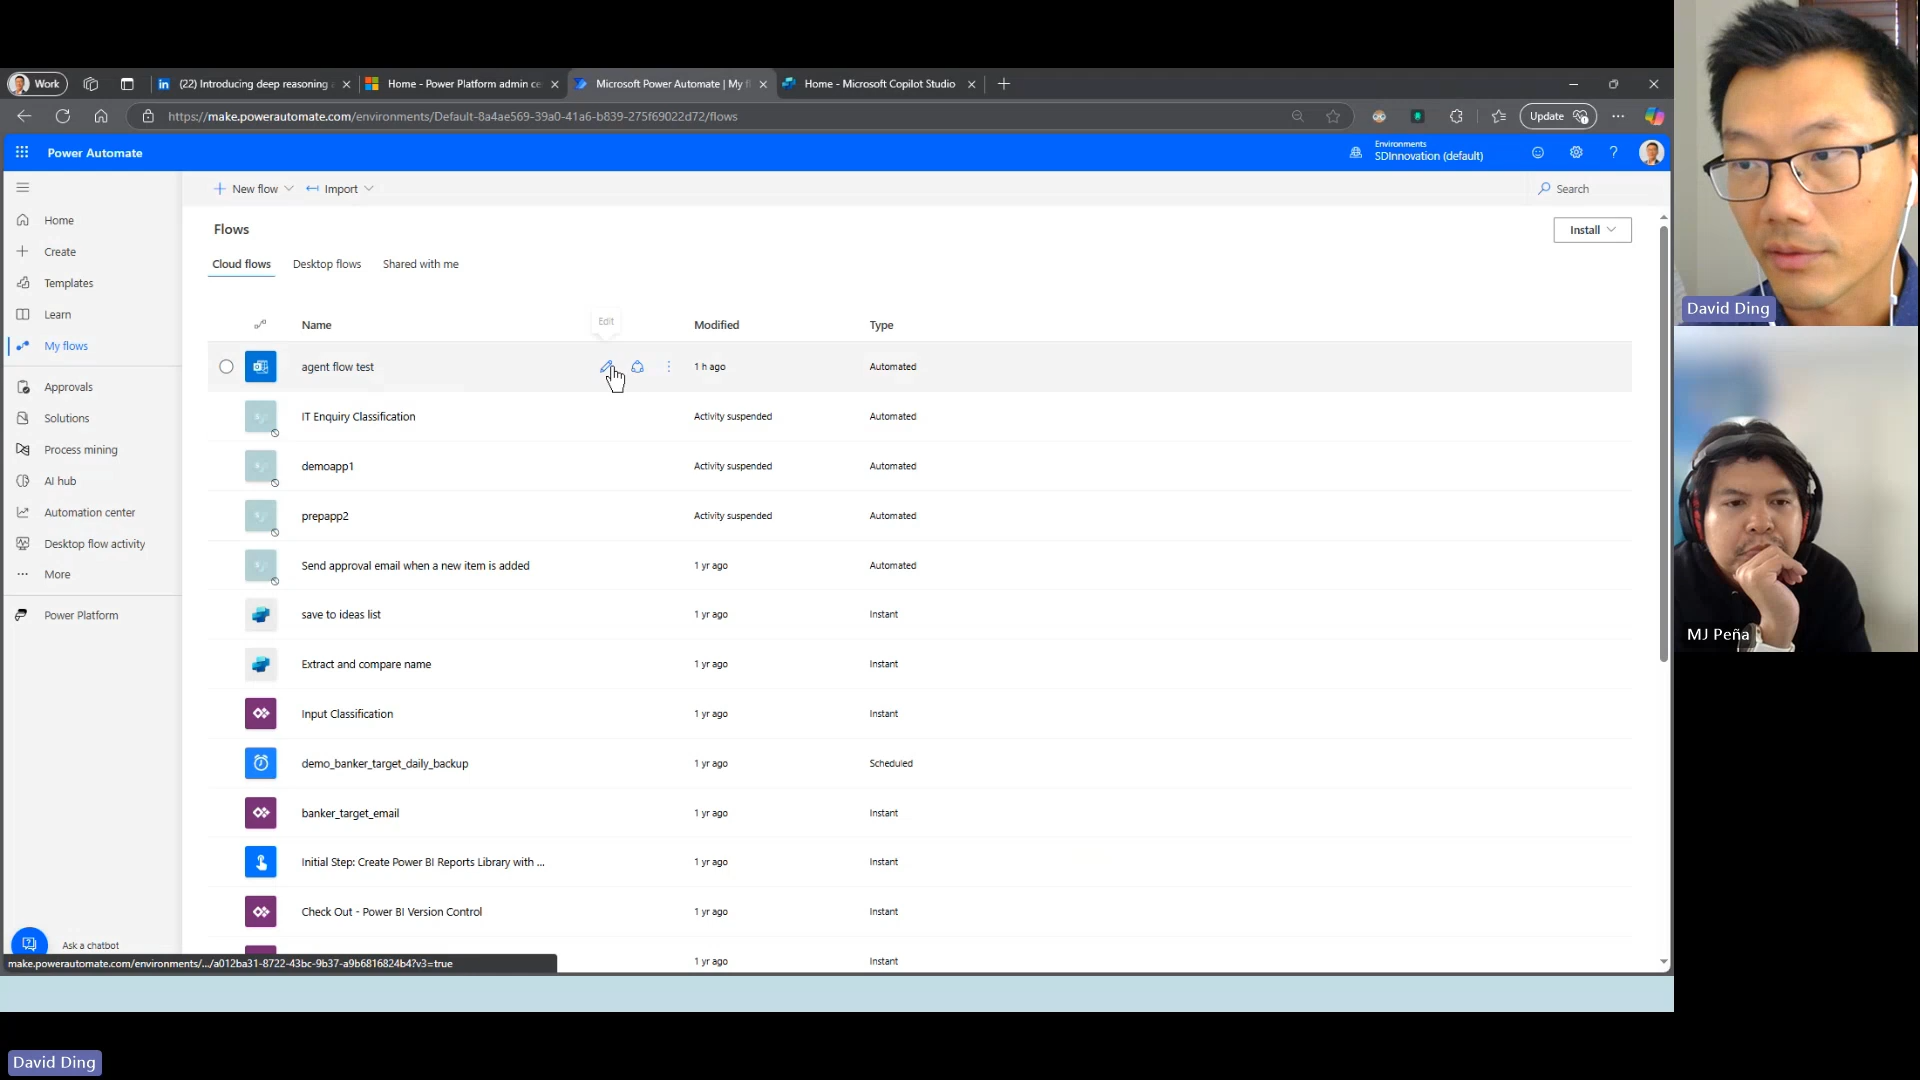 Work
(22) Introducing deep reasoning
Home - Power Platform admin ce
Microsoft Power Automate | My f
Home - Microsoft Copilot Studio
https://make.powerautomate.com/environments/Default-8a4ae569-39a0-41a6-b839-275f69022d72/flows
Update
Power Automate
Environments
SDInnovation (default)
New flow
Import
Search
Home
Create
Templates
Learn
My flows
Approvals
Solutions
Process mining
AI hub
Automation center
Desktop flow activity
More
Power Platform
Ask a chatbot
Flows
Install
Cloud flows
Desktop flows
Shared with me
Edit
Name Modified Type
agent flow test 1 h ago Automated
IT Enquiry Classification Activity suspended Automated
demoapp1 Activity suspended Automated
prepapp2 Activity suspended Automated
Send approval email when a new item is added 1 yr ago Automated
save to ideas list 1 yr ago Instant
Extract and compare name 1 yr ago Instant
Input Classification 1 yr ago Instant
demo_banker_target_daily_backup 1 yr ago Scheduled
banker_target_email 1 yr ago Instant
Initial Step: Create Power BI Reports Library with ... 1 yr ago Instant
Check Out - Power BI Version Control 1 yr ago Instant
1 yr ago Instant
make.powerautomate.com/environments/.../a012ba31-8722-43bc-9b37-a9b6816824b4?v3=true
David Ding
MJ Peña
David Ding